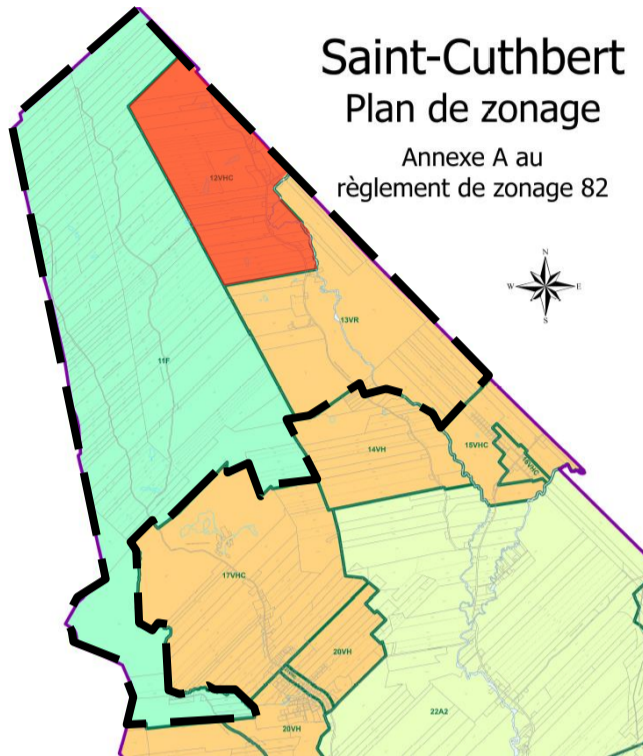 Saint-Cuthbert
Plan de zonage
Annexe A au
règlement de zonage 82
12VHC
N
W E
S
13VR
11F
14VH
15VHC
16VHC
17VHC
20VH
22A2
20VH